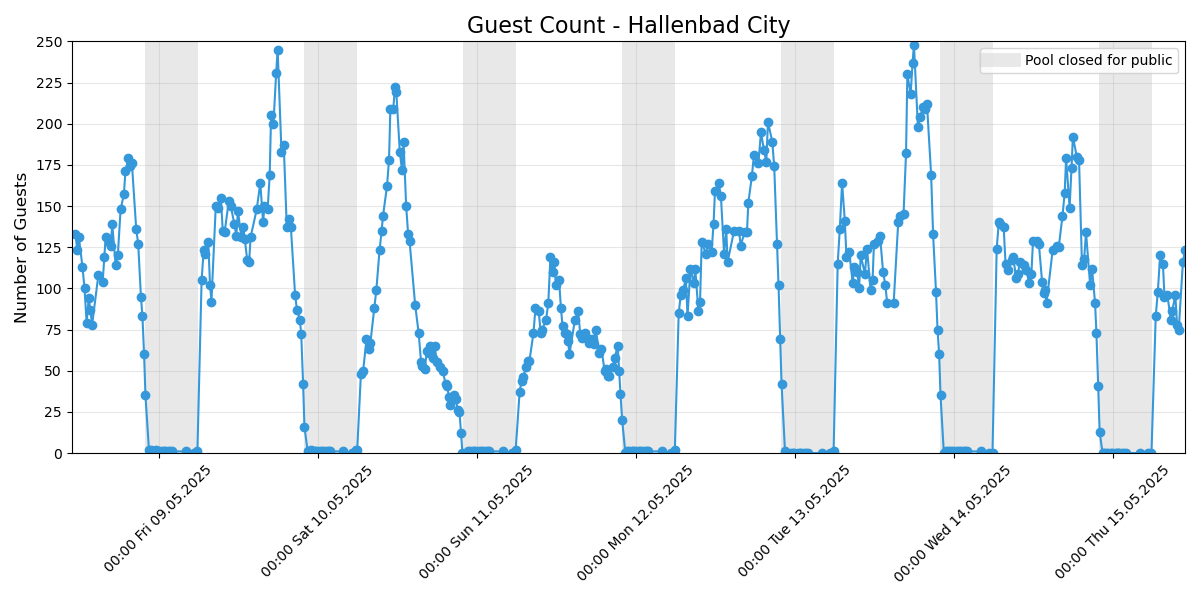 Guest Count - Hallenbad City
Pool closed for public
Number of Guests
250
225
200
175
150
125
100
75
50
25
0
00:00 Fri 09.05.2025
00:00 Sat 10.05.2025
00:00 Sun 11.05.2025
00:00 Mon 12.05.2025
00:00 Tue 13.05.2025
00:00 Wed 14.05.2025
00:00 Thu 15.05.2025